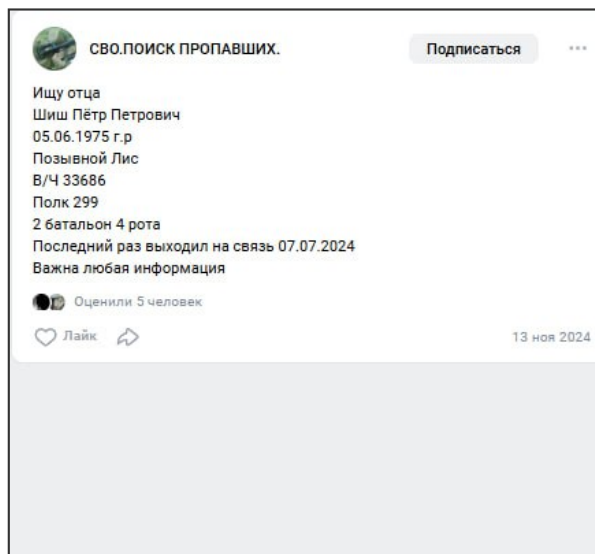 СВО.ПОИСК ПРОПАВШИХ.
Подписаться
Ищу отца
Шиш Пётр Петрович
05.06.1975 г.р
Позывной Лис
В/Ч 33686
Полк 299
2 батальон 4 рота
Последний раз выходил на связь 07.07.2024
Важна любая информация
Оценили 5 человек
Лайк
13 ноя 2024